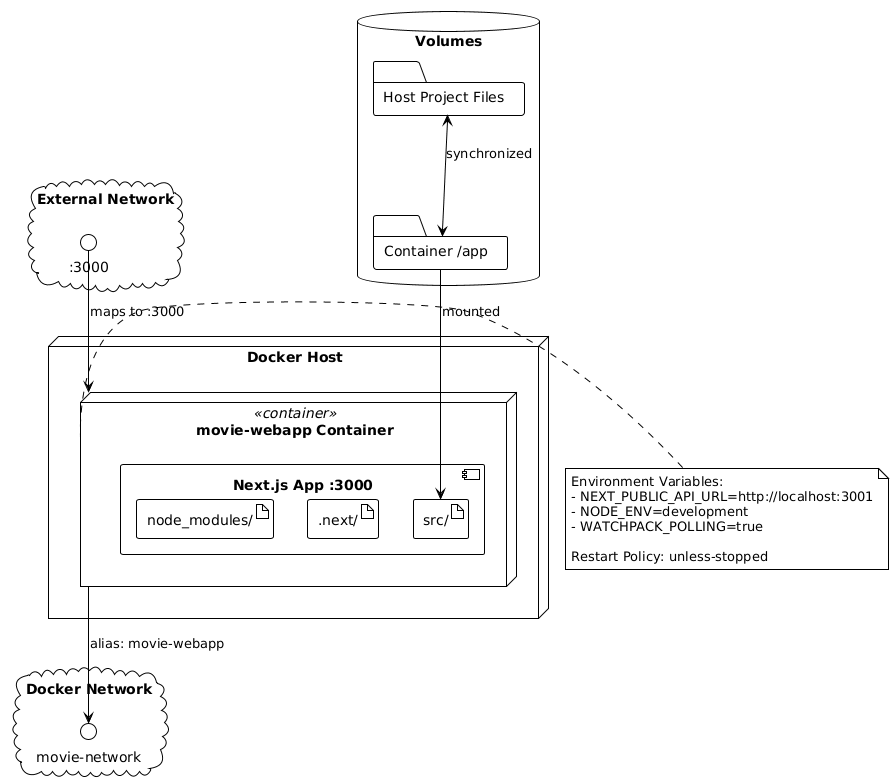 Volumes
Host Project Files
synchronized
Container /app
External Network
:3000
maps to :3000
mounted
Docker Host
«container»
movie-webapp Container
Next.js App :3000
node_modules/
.next/
src/
Environment Variables:
- NEXT_PUBLIC_API_URL=http://localhost:3001
- NODE_ENV=development
- WATCHPACK_POLLING=true
Restart Policy: unless-stopped
alias: movie-webapp
Docker Network
movie-network